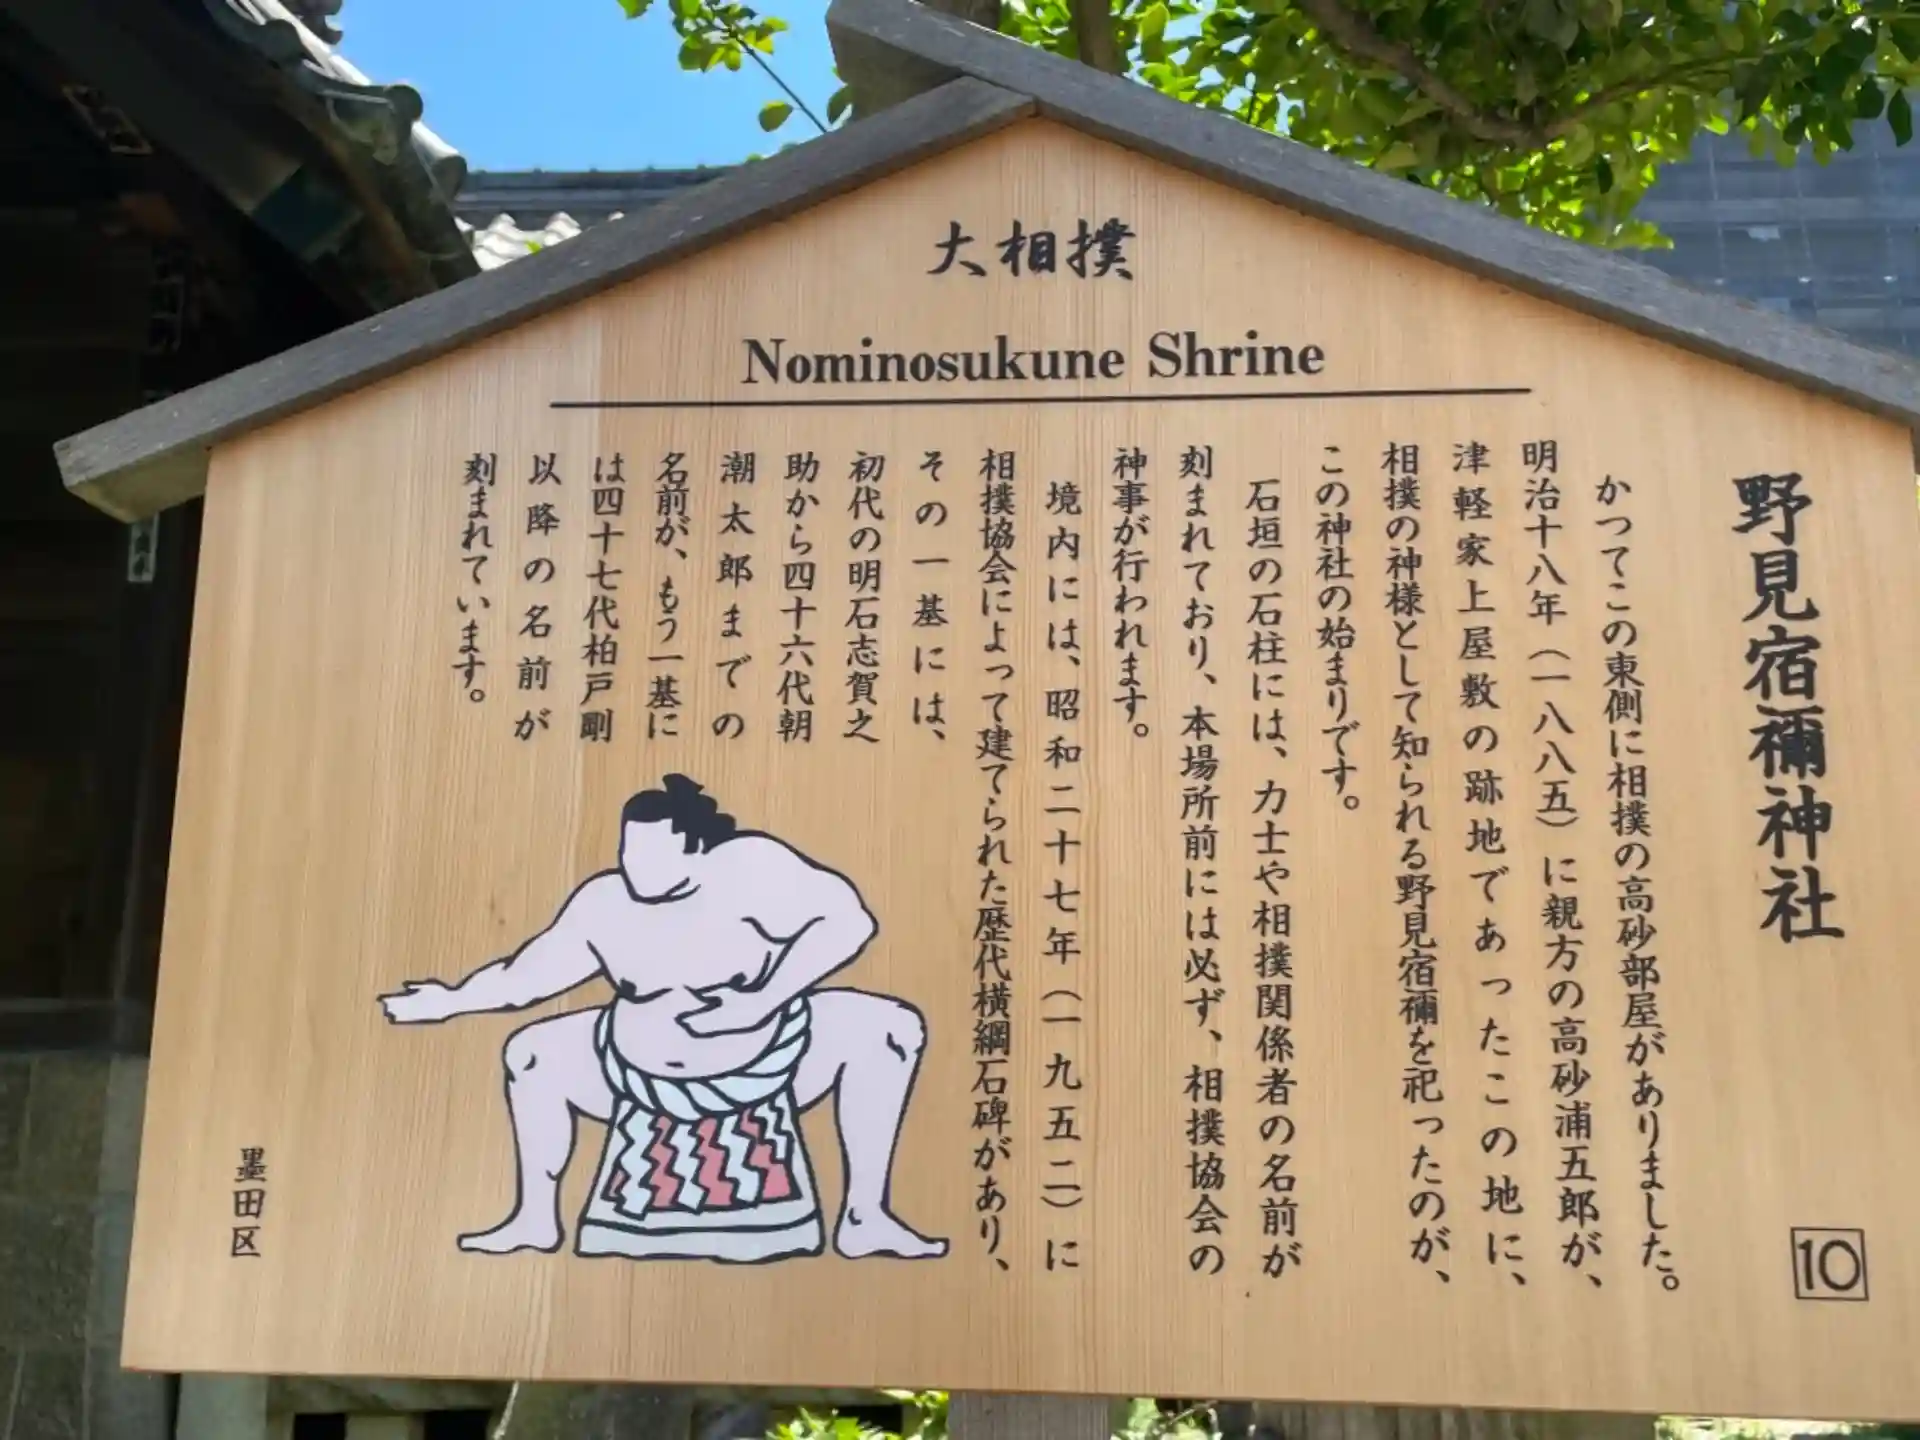 大相撲
Nominosukune Shrine
野見宿禰神社
かつてこの東側に相撲の高砂部屋がありました。
明治十八年（一八八五）に親方の高砂浦五郎が、
津軽家上屋敷の跡地であったこの地に、
相撲の神様として知られる野見宿禰を祀ったのが、
この神社の始まりです。
石垣の石柱には、力士や相撲関係者の名前が
刻まれており、本場所前には必ず、相撲協会の
神事が行われます。
境内には、昭和二十七年（一九五二）に
相撲協会によって建てられた歴代横綱石碑があり、
その一基には、
初代の明石志賀之
助から四十六代朝
潮太郎までの
名前が、もう一基に
は四十七代柏戸剛
以降の名前が
刻まれています。
墨田区
10